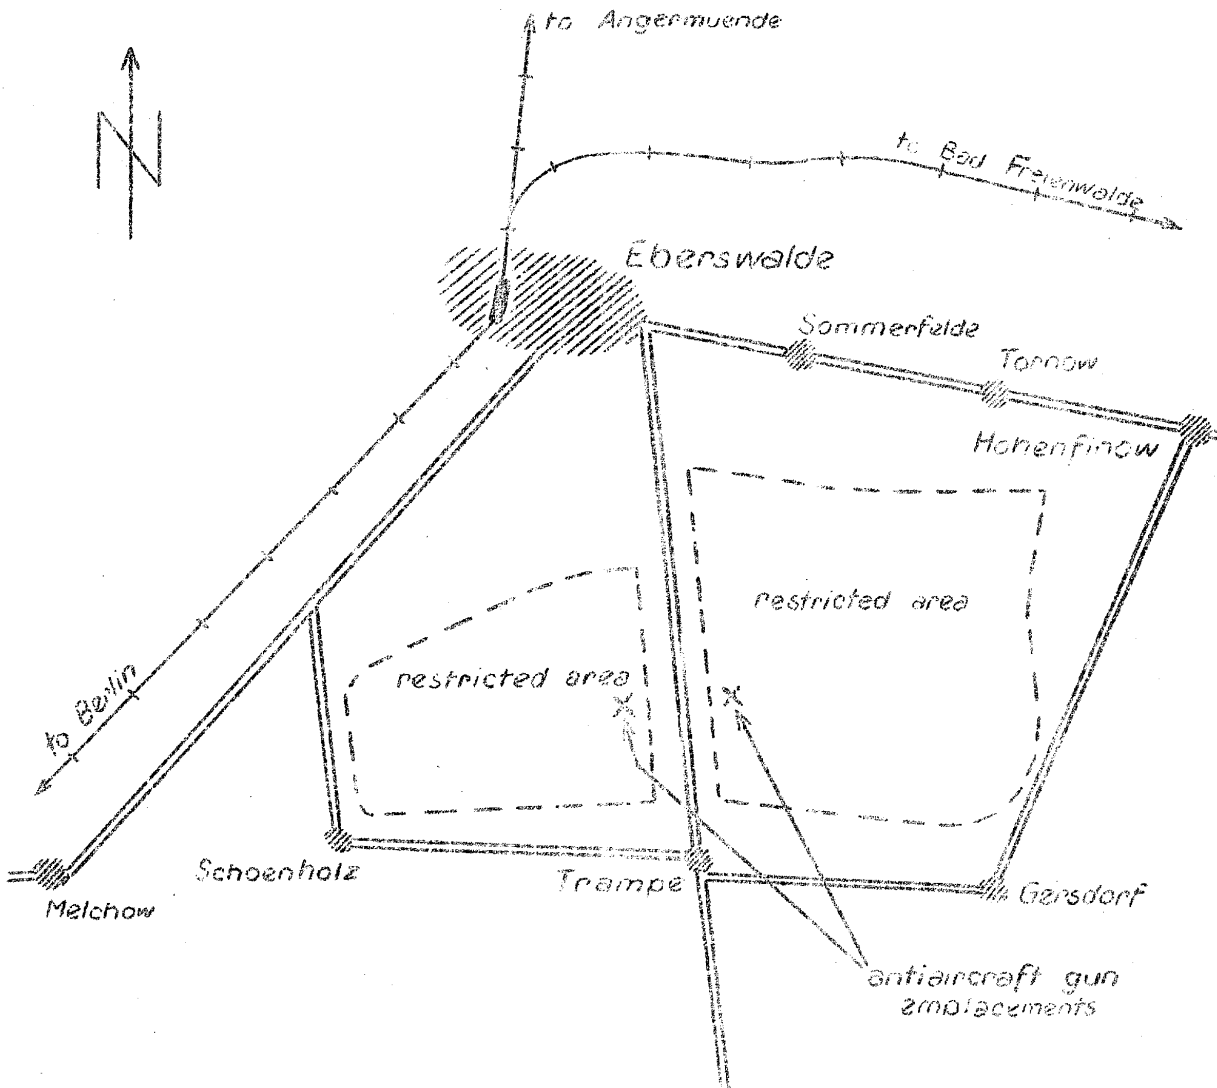 to Angermuende
N
to Bad Freienwalde
Eberswalde
Sommerfelde
Tornow
Hohenfinow
restricted area
restricted area
to Berlin
Schoenholz
Trampe
Gersdorf
Melchow
antiaircraft gun
emplacements